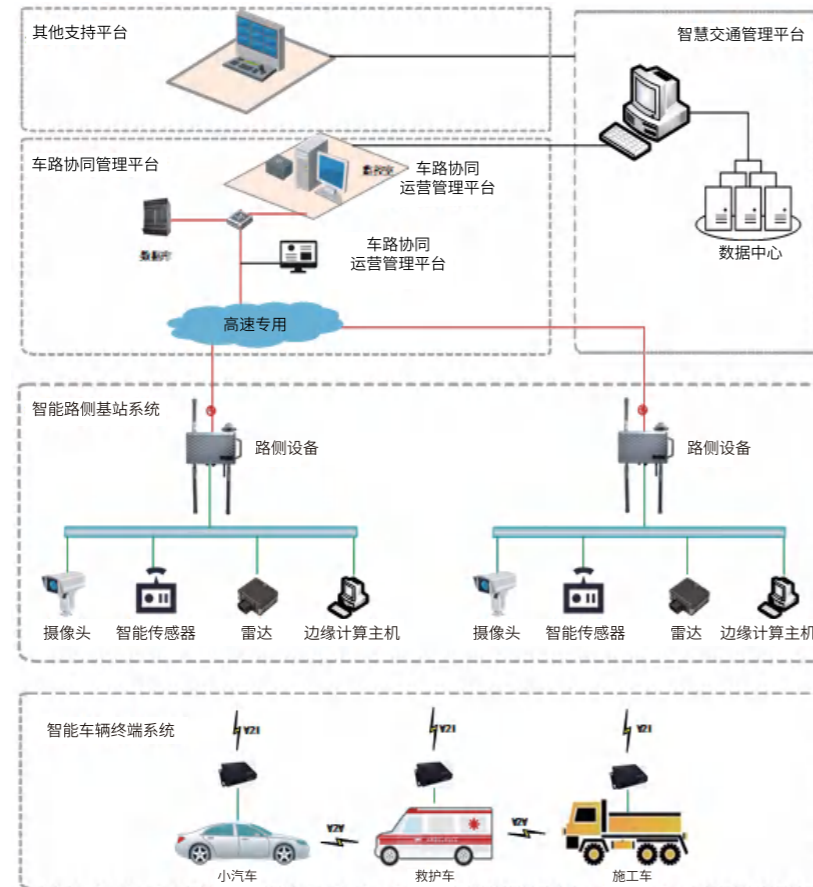 其他支持平台
智慧交通管理平台
车路协同管理平台
监控室
车路协同
运营管理平台
数据库
车路协同
运营管理平台
数据中心
高速专用
智能路侧基站系统
路侧设备
路侧设备
摄像头
智能传感器
雷达
边缘计算主机
摄像头
智能传感器
雷达
边缘计算主机
智能车辆终端系统
V2I
V2I
V2I
V2V
V2V
小汽车
救护车
施工车